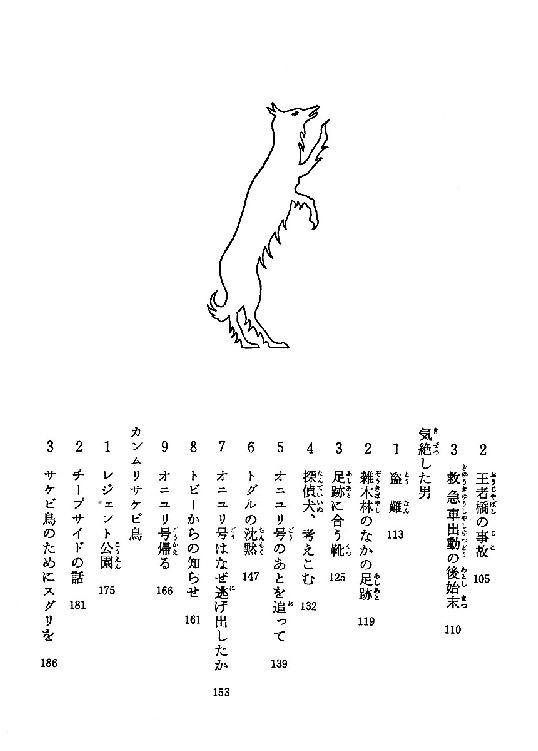 2 王者橋の事故 105
3 救急車出動の後始末 110
気絶した男
1 盗難 113
2 雑木林のなかの足跡 119
3 足跡に合う靴 125
4 探偵犬、考えこむ 132
5 オニユリ号のあとを追って 139
6 トグルの沈黙 147
7 オニユリ号はなぜ逃げ出したか 153
8 トビーからの知らせ 161
9 オニユリ号帰る 166
カンムリサケビ鳥
1 レジェント公園 175
2 チープサイドの話 181
3 サケビ鳥のためにスグリを 186